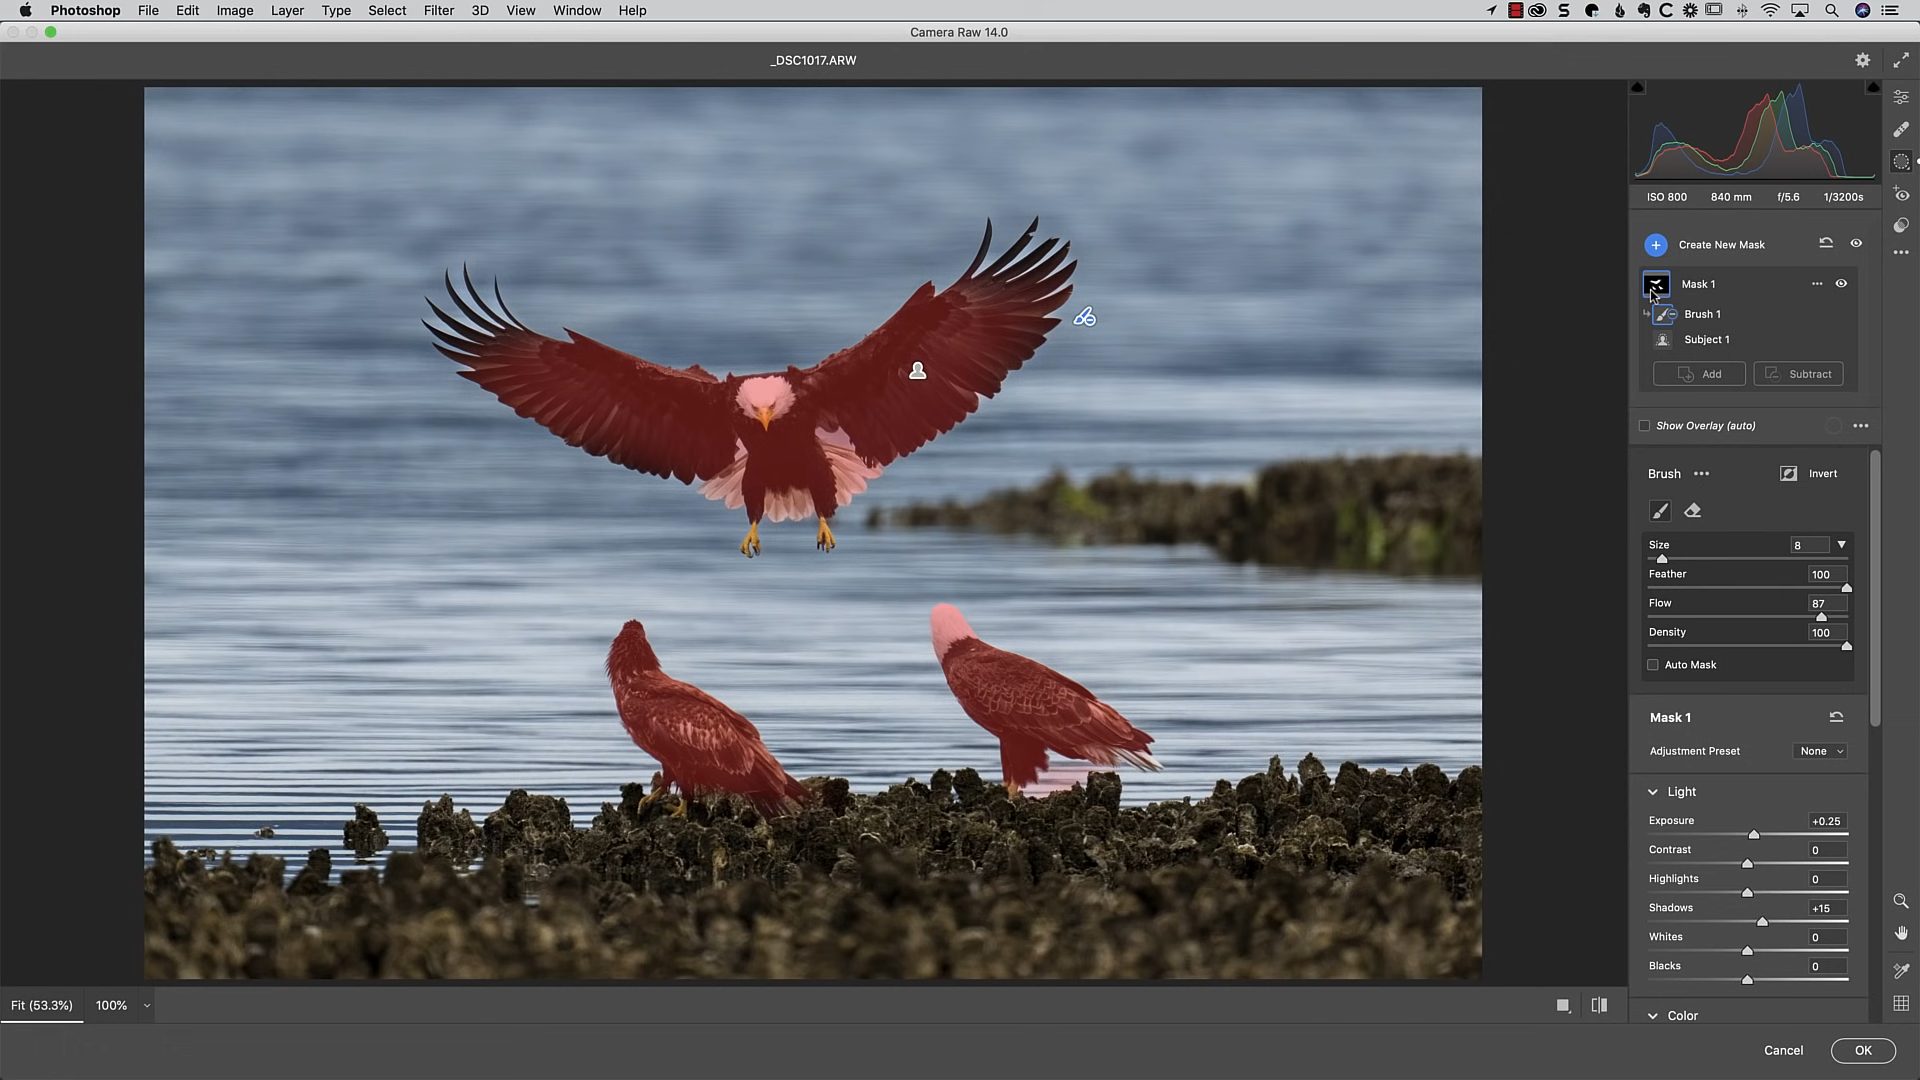 Photoshop File Edit Image Layer Type Select Filter 3D View Window Help
Camera Raw 14.0
_DSC1017.ARW
ISO 800 840 mm f/5.6 1/3200s
Create New Mask
Mask 1
Brush 1
Subject 1
Add Subtract
Show Overlay (auto)
Brush Invert
Size 8
Feather 100
Flow 87
Density 100
Auto Mask
Mask 1
Adjustment Preset None
Light
Exposure +0.25
Contrast 0
Highlights 0
Shadows +15
Whites 0
Blacks 0
Color
Fit (53.3%) 100%
Cancel OK